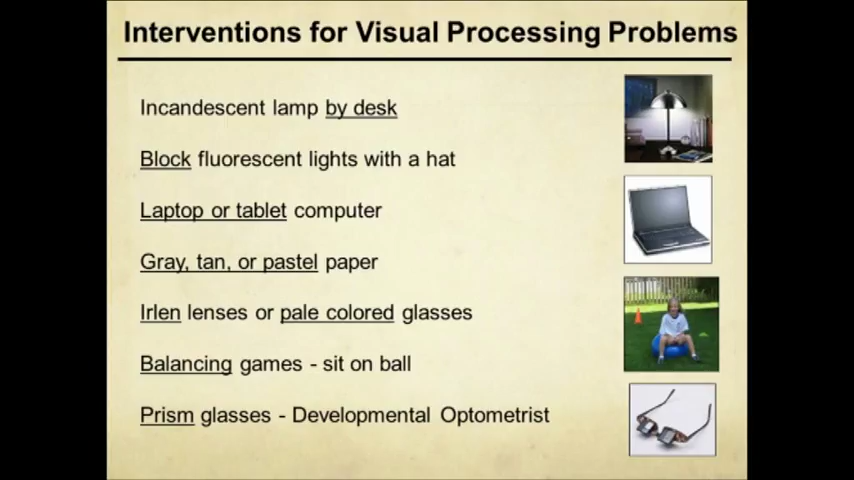 Interventions for Visual Processing Problems
Incandescent lamp by desk
Block fluorescent lights with a hat
Laptop or tablet computer
Gray, tan, or pastel paper
Irlen lenses or pale colored glasses
Balancing games - sit on ball
Prism glasses - Developmental Optometrist